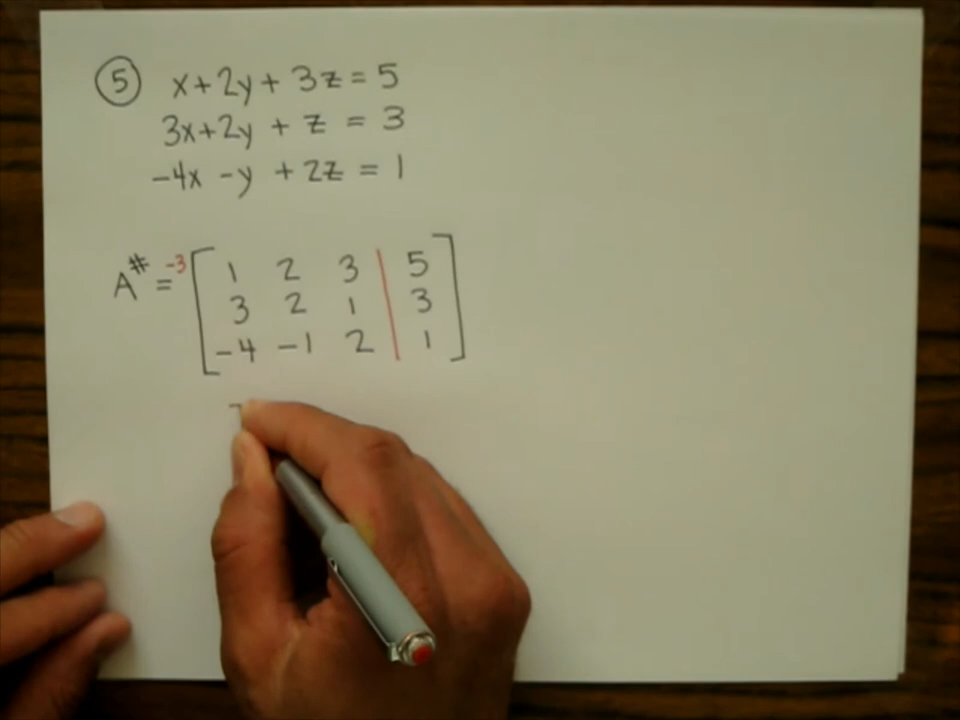 5 x+2y+3z=5
3x+2y+z=3
-4x-y+2z=1
A#= -3 [1 2 3 | 5
3 2 1 | 3
-4 -1 2 | 1]